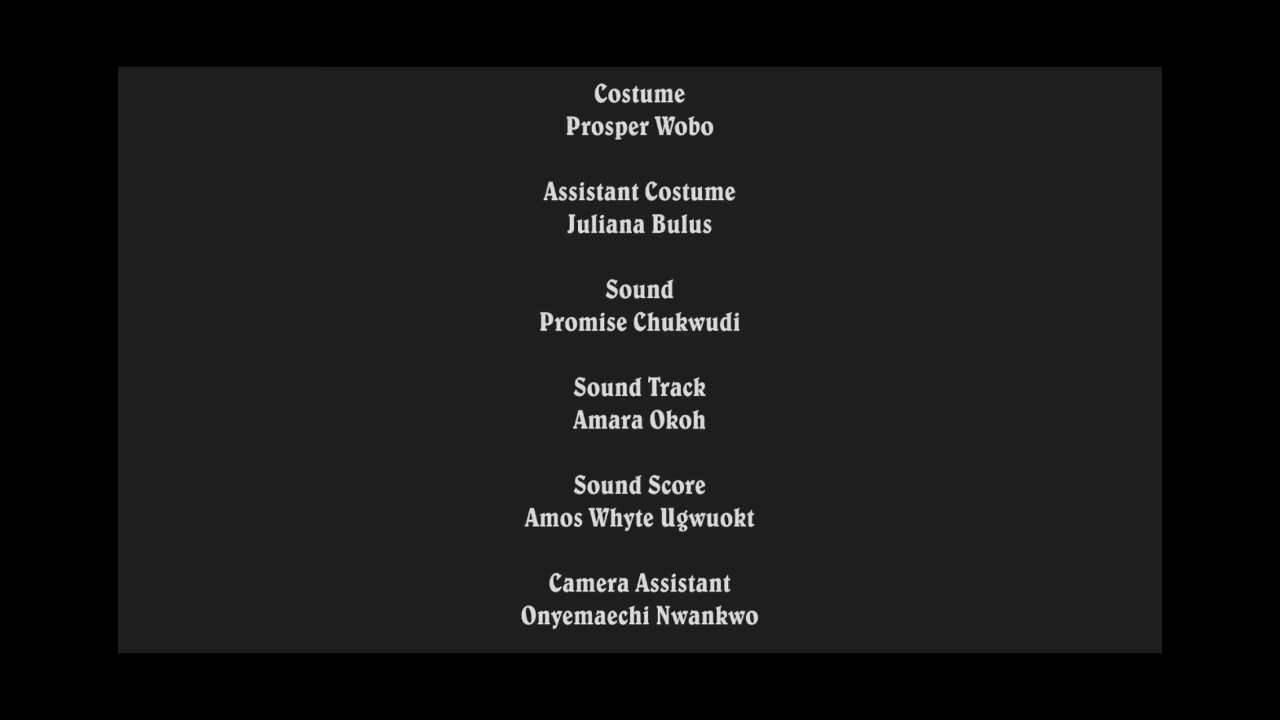 Costume
Prosper Wobo
Assistant Costume
Juliana Bulus
Sound
Promise Chukwudi
Sound Track
Amara Okoh
Sound Score
Amos Whyte Ugwuokt
Camera Assistant
Onyemaechi Nwankwo